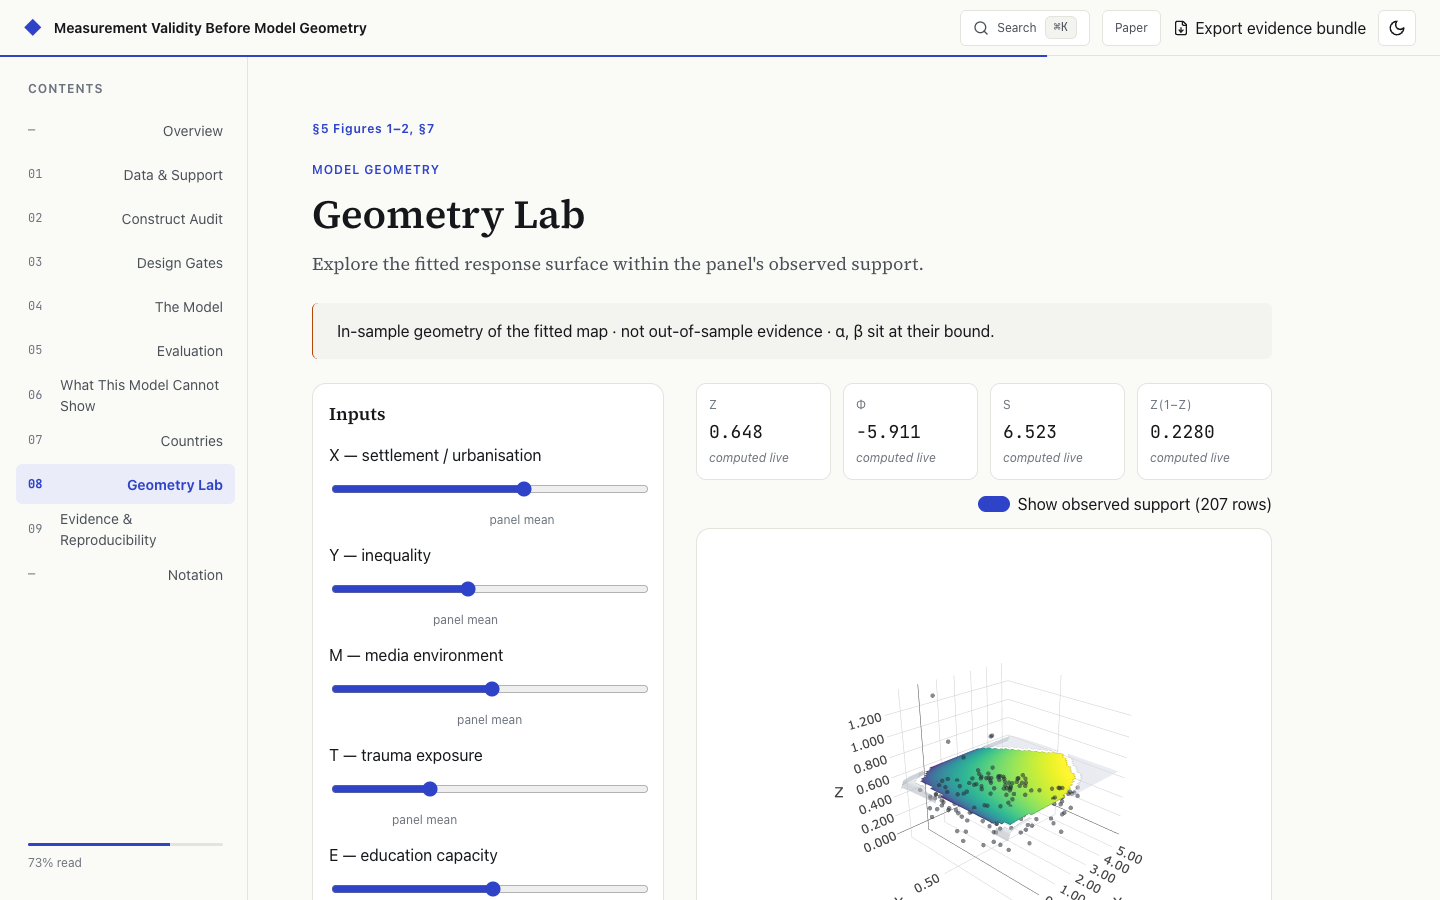 Measurement Validity Before Model Geometry
Search ⌘K
Paper
Export evidence bundle
CONTENTS
— Overview
01 Data & Support
02 Construct Audit
03 Design Gates
04 The Model
05 Evaluation
06 What This Model Cannot
Show
07 Countries
08 Geometry Lab
09 Evidence &
Reproducibility
— Notation
73% read
§5 Figures 1–2, §7
MODEL GEOMETRY
Geometry Lab
Explore the fitted response surface within the panel's observed support.
In-sample geometry of the fitted map · not out-of-sample evidence · α, β sit at their bound.
Inputs
X — settlement / urbanisation
panel mean
Y — inequality
panel mean
M — media environment
panel mean
T — trauma exposure
panel mean
E — education capacity
Z
0.648
computed live
Φ
-5.911
computed live
S
6.523
computed live
Z(1−Z)
0.2280
computed live
Show observed support (207 rows)
1.200
1.000
0.800
0.600
0.400
0.200
0.000
Z
0.50
5.00
4.00
3.00
2.00
1.00